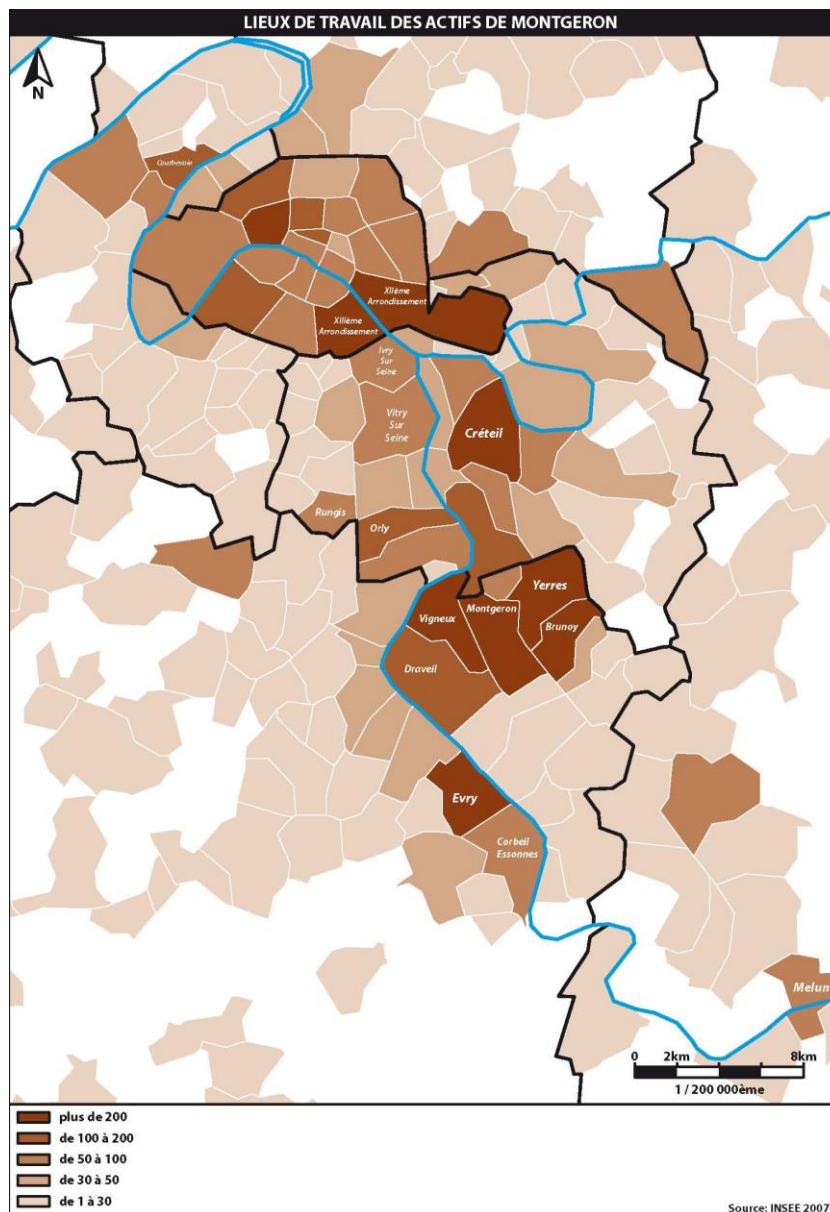 LIEUX DE TRAVAIL DES ACTIFS DE MONTGERON
N
Courbevoie
XIIème
Arrondissement
XIIIème
Arrondissement
Ivry
Sur
Seine
Vitry
Sur
Seine
Créteil
Rungis
Orly
Yerres
Vigneux
Montgeron
Brunoy
Draveil
Evry
Corbeil
Essonnes
Melun
0 2km 8km
1 / 200 000ème
plus de 200
de 100 à 200
de 50 à 100
de 30 à 50
de 1 à 30
Source: INSEE 2007